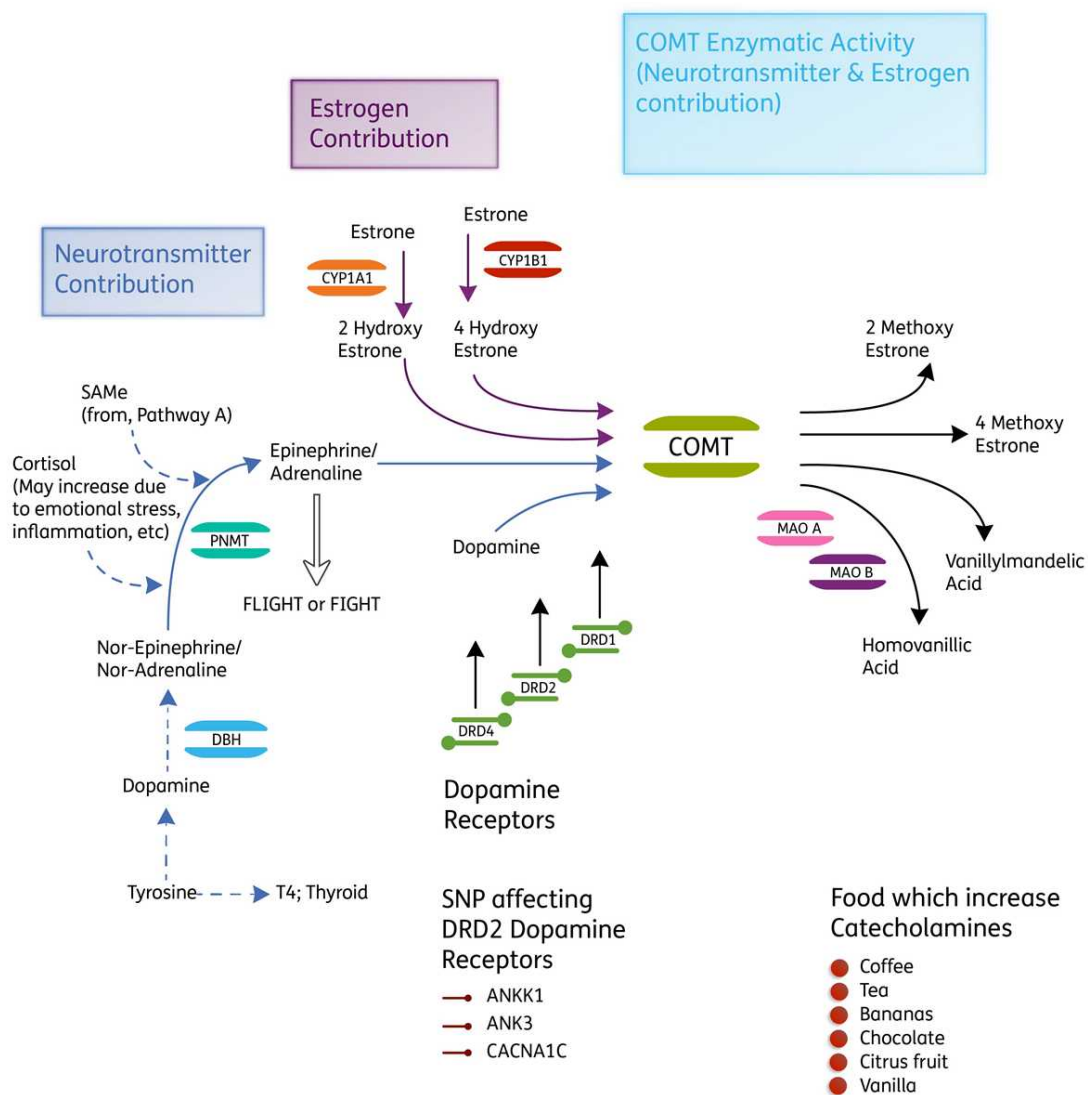 COMT Enzymatic Activity
(Neurotransmitter & Estrogen
contribution)
Estrogen
Contribution
Neurotransmitter
Contribution
Estrone
CYP1A1
2 Hydroxy
Estrone
Estrone
CYP1B1
4 Hydroxy
Estrone
SAMe
(from, Pathway A)
Cortisol
(May increase due
to emotional stress,
inflammation, etc)
PNMT
Epinephrine/
Adrenaline
FLIGHT or FIGHT
Nor-Epinephrine/
Nor-Adrenaline
DBH
Dopamine
Tyrosine
T4; Thyroid
Dopamine
COMT
2 Methoxy
Estrone
4 Methoxy
Estrone
MAO A
MAO B
Vanillylmandelic
Acid
Homovanillic
Acid
DRD1
DRD2
DRD4
Dopamine
Receptors
SNP affecting
DRD2 Dopamine
Receptors
ANKK1
ANK3
CACNA1C
Food which increase
Catecholamines
Coffee
Tea
Bananas
Chocolate
Citrus fruit
Vanilla